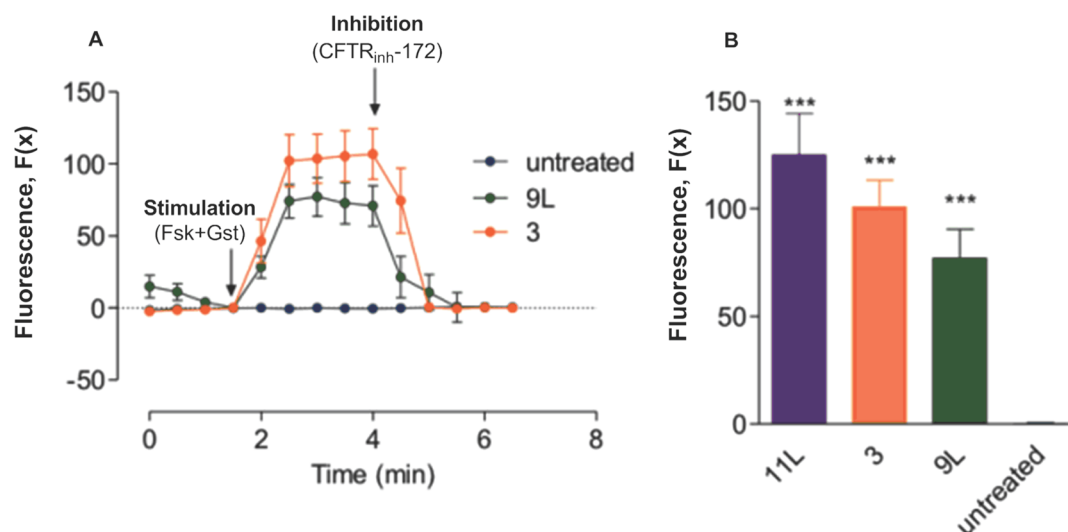 A
Inhibition
(CFTRinh-172)
Fluorescence, F(x)
150
100
50
0
-50
Stimulation
(Fsk+Gst)
untreated
9L
3
0
2
4
6
8
Time (min)
B
Fluorescence, F(x)
150
100
50
0
***
***
***
11L
3
9L
untreated